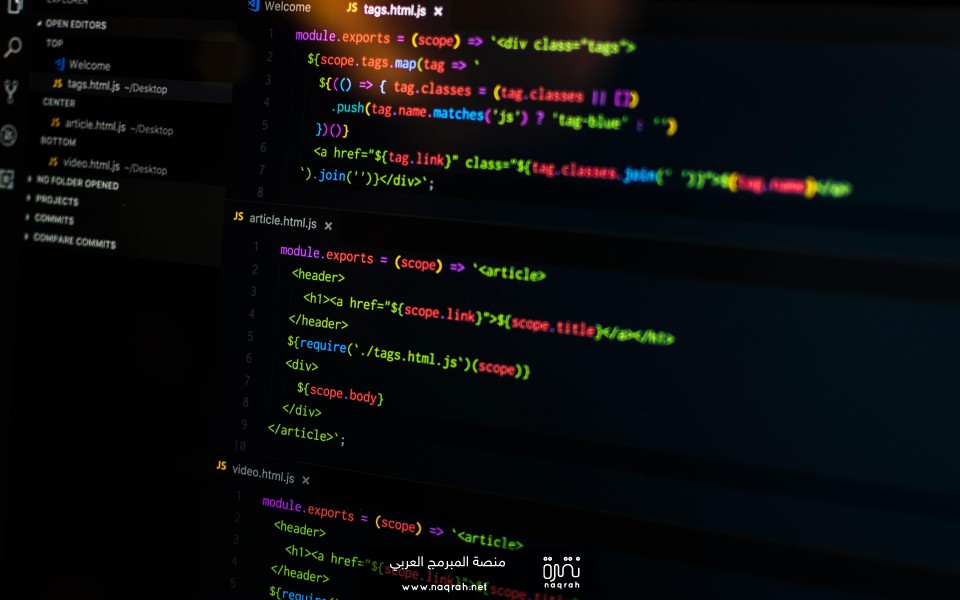 EXPLORER
OPEN EDITORS
TOP
Welcome
tags.html.js ~/Desktop
CENTER
article.html.js ~/Desktop
BOTTOM
video.html.js ~/Desktop
NO FOLDER OPENED
PROJECTS
COMMITS
COMPARE COMMITS
Welcome
JS tags.html.js ×
1 module.exports = (scope) => `<div class="tags">
2 ${scope.tags.map(tag => `
3 ${(() => { tag.classes = (tag.classes || [])
4 .push(tag.name.matches('js') ? 'tag-blue' : '')
5 })()}
6 <a href="${tag.link}" class="${tag.classes.join(' ')}">${tag.name}</a>
7 `).join('')}</div>`;
8
JS article.html.js ×
1 module.exports = (scope) => `<article>
2 <header>
3 <h1><a href="${scope.link}">${scope.title}</a></h1>
4 </header>
5 ${require(`./tags.html.js`)(scope)}
6 <div>
7 ${scope.body}
8 </div>
9 </article>`;
10
JS video.html.js ×
1 module.exports = (scope) => `<article>
2 <header>
3 <h1><a href="${scope.link}">${scope.title
4 </header>
5 ${require(`./tags.html.js
منصة المبرمج العربي
www.naqrah.net
نقرة
naqrah